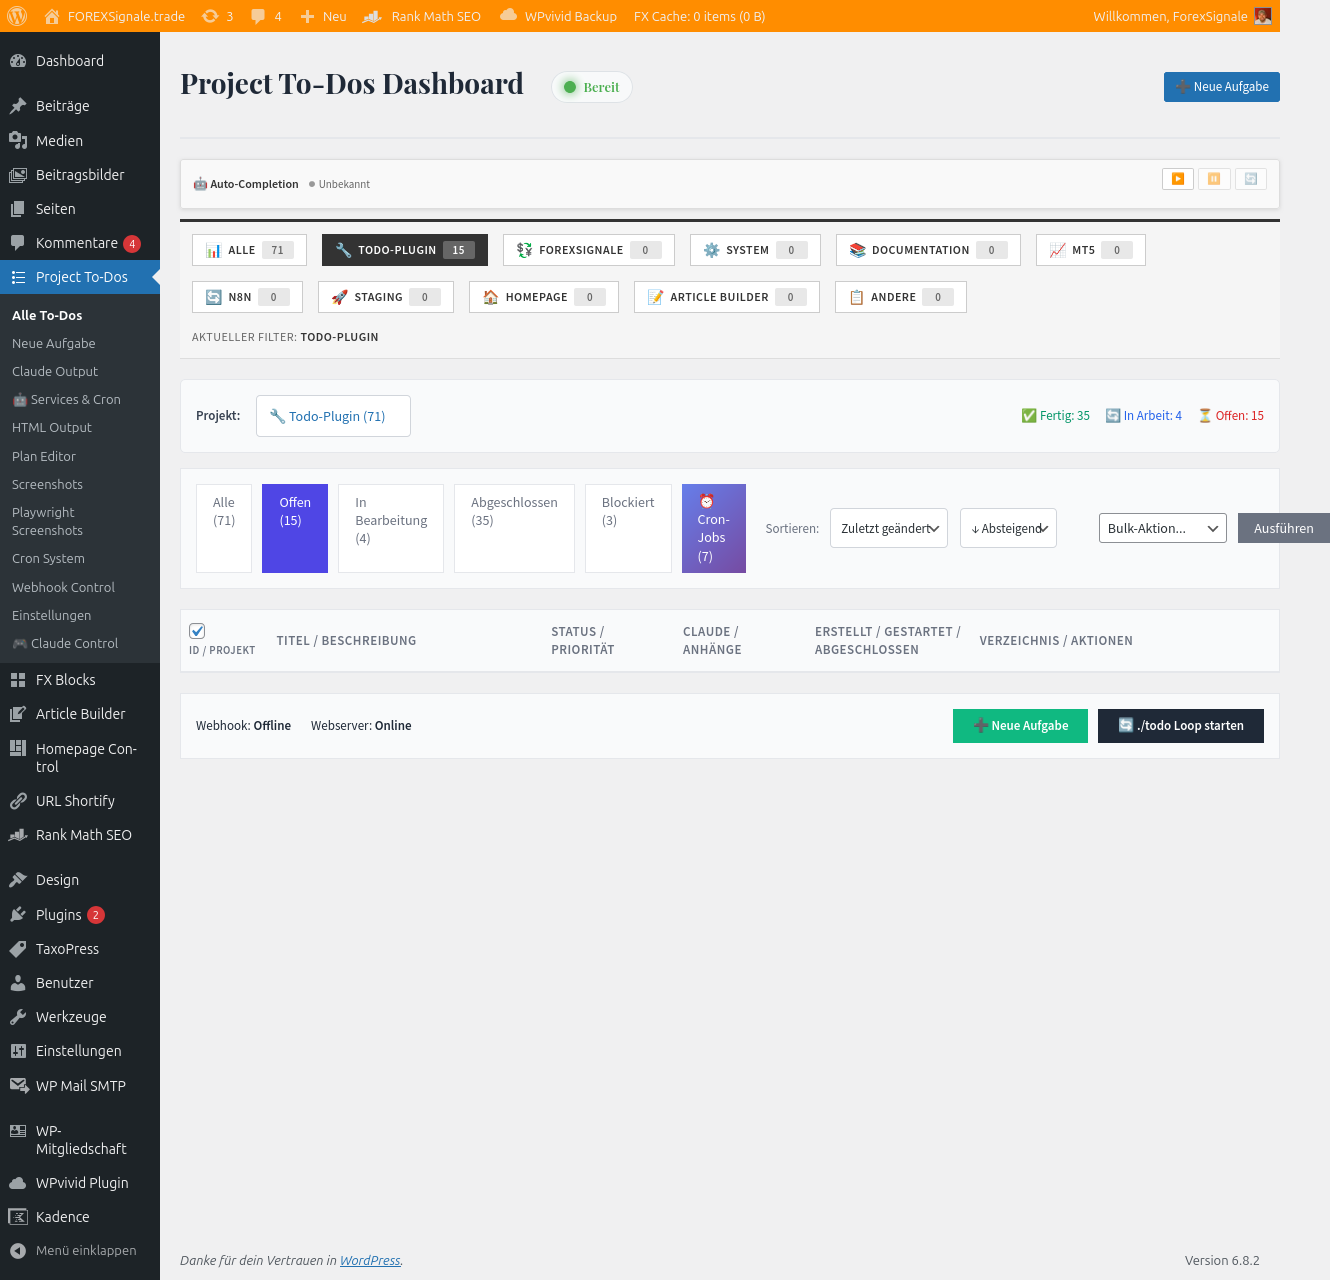 FOREXSignale.trade 3 4 Neu Rank Math SEO WPvivid Backup FX Cache: 0 items (0 B) Willkommen, ForexSignale
Dashboard
Beiträge
Medien
Beitragsbilder
Seiten
Kommentare 4
Project To-Dos
Alle To-Dos
Neue Aufgabe
Claude Output
Services & Cron
HTML Output
Plan Editor
Screenshots
Playwright
Screenshots
Cron System
Webhook Control
Einstellungen
Claude Control
FX Blocks
Article Builder
Homepage Con-
trol
URL Shortify
Rank Math SEO
Design
Plugins 2
TaxoPress
Benutzer
Werkzeuge
Einstellungen
WP Mail SMTP
WP-
Mitgliedschaft
WPvivid Plugin
Kadence
Menü einklappen
Project To-Dos Dashboard
Bereit
Neue Aufgabe
Auto-Completion Unbekannt
ALLE 71 TODO-PLUGIN 15 FOREXSIGNALE 0 SYSTEM 0 DOCUMENTATION 0 MT5 0
N8N 0 STAGING 0 HOMEPAGE 0 ARTICLE BUILDER 0 ANDERE 0
AKTUELLER FILTER: TODO-PLUGIN
Projekt: Todo-Plugin (71) Fertig: 35 In Arbeit: 4 Offen: 15
Alle
(71)
Offen
(15)
In
Bearbeitung
(4)
Abgeschlossen
(35)
Blockiert
(3)
Cron-
Jobs
(7)
Sortieren: Zuletzt geändert ↓ Absteigend Bulk-Aktion... Ausführen
ID / PROJEKT
TITEL / BESCHREIBUNG
STATUS /
PRIORITÄT
CLAUDE /
ANHÄNGE
ERSTELLT / GESTARTET /
ABGESCHLOSSEN
VERZEICHNIS / AKTIONEN
Webhook: Offline Webserver: Online Neue Aufgabe ./todo Loop starten
Danke für dein Vertrauen in WordPress. Version 6.8.2